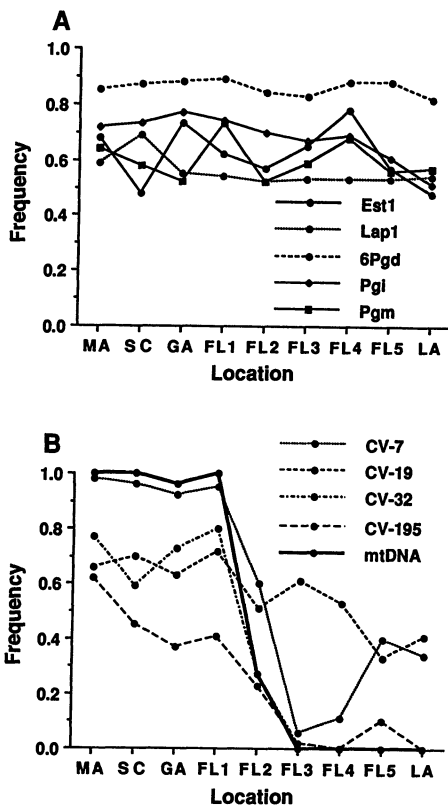 A
Frequency
1.0
0.8
0.6
0.4
0.2
0.0
Est1
Lap1
6Pgd
Pgi
Pgm
MA SC GA FL1 FL2 FL3 FL4 FL5 LA
Location
B
Frequency
1.0
0.8
0.6
0.4
0.2
0.0
CV-7
CV-19
CV-32
CV-195
mtDNA
MA SC GA FL1 FL2 FL3 FL4 FL5 LA
Location